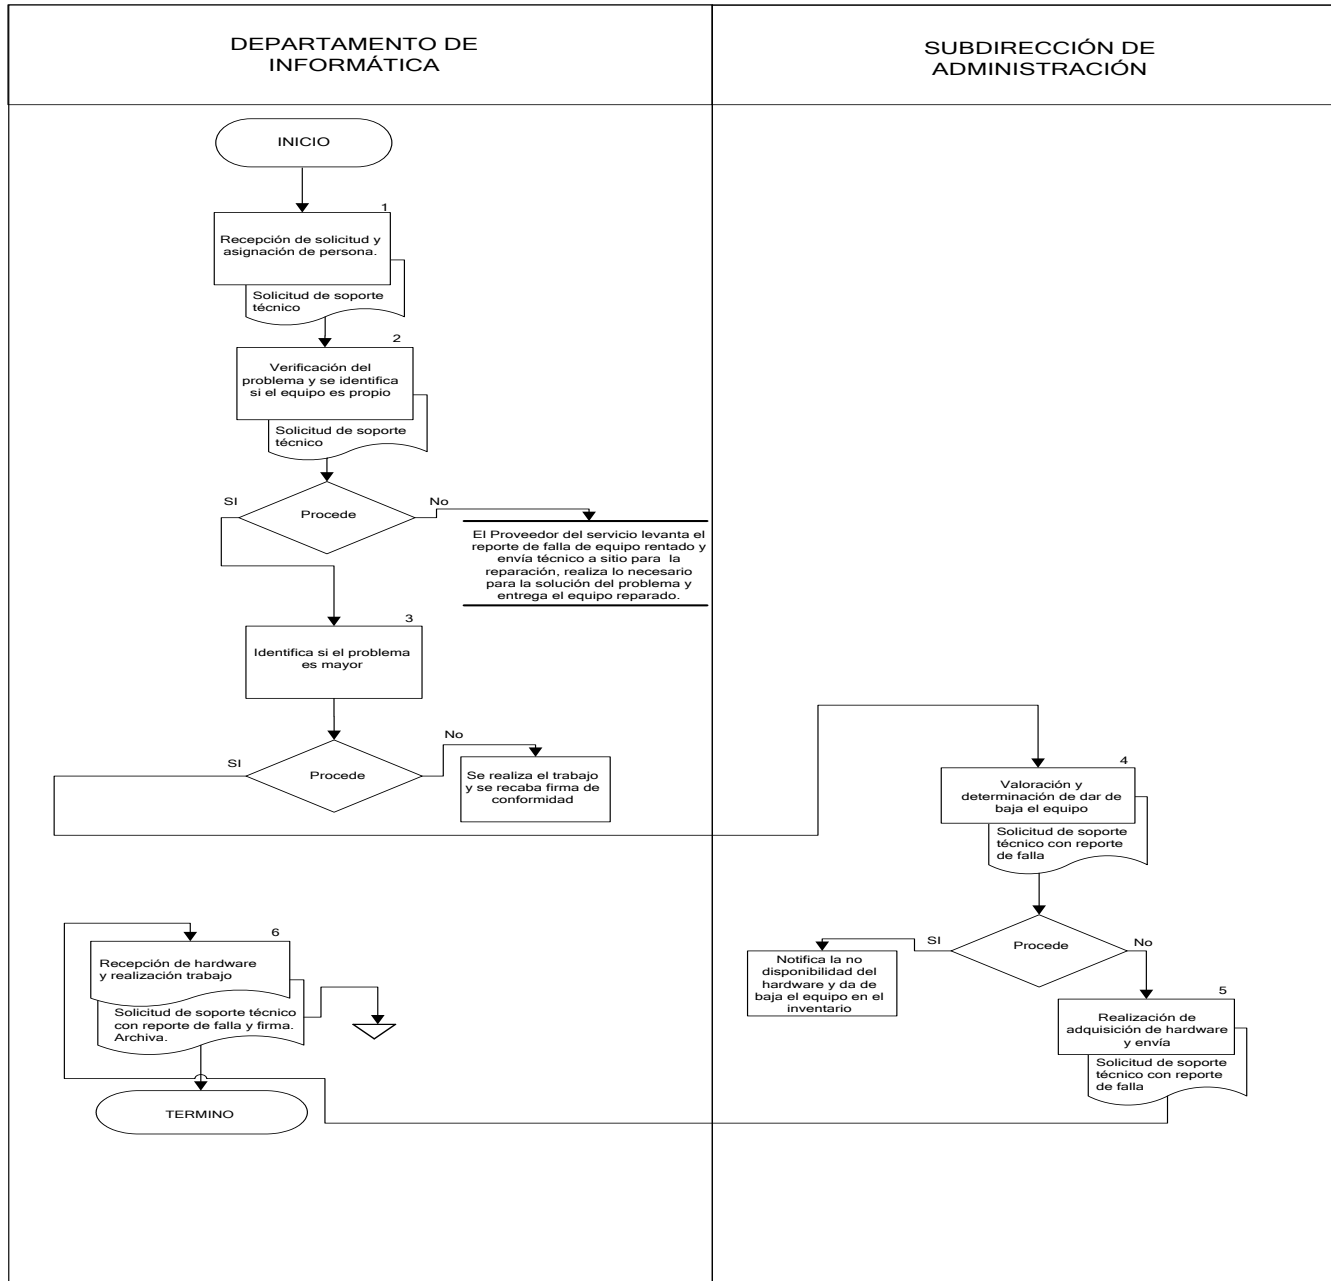 DEPARTAMENTO DE
INFORMÁTICA
SUBDIRECCIÓN DE
ADMINISTRACIÓN
INICIO
1
Recepción de solicitud y
asignación de persona.
Solicitud de soporte
técnico
2
Verificación del
problema y se identifica
si el equipo es propio
Solicitud de soporte
técnico
SI
Procede
No
El Proveedor del servicio levanta el
reporte de falla de equipo rentado y
envía técnico a sitio para la
reparación, realiza lo necesario
para la solución del problema y
entrega el equipo reparado.
3
Identifica si el problema
es mayor
SI
Procede
No
Se realiza el trabajo
y se recaba firma de
conformidad
4
Valoración y
determinación de dar de
baja el equipo
Solicitud de soporte
técnico con reporte
de falla
SI
Procede
No
Notifica la no
disponibilidad del
hardware y da de
baja el equipo en el
inventario
5
Realización de
adquisición de hardware
y envía
Solicitud de soporte
técnico con reporte
de falla
6
Recepción de hardware
y realización trabajo
Solicitud de soporte técnico
con reporte de falla y firma.
Archiva.
TERMINO